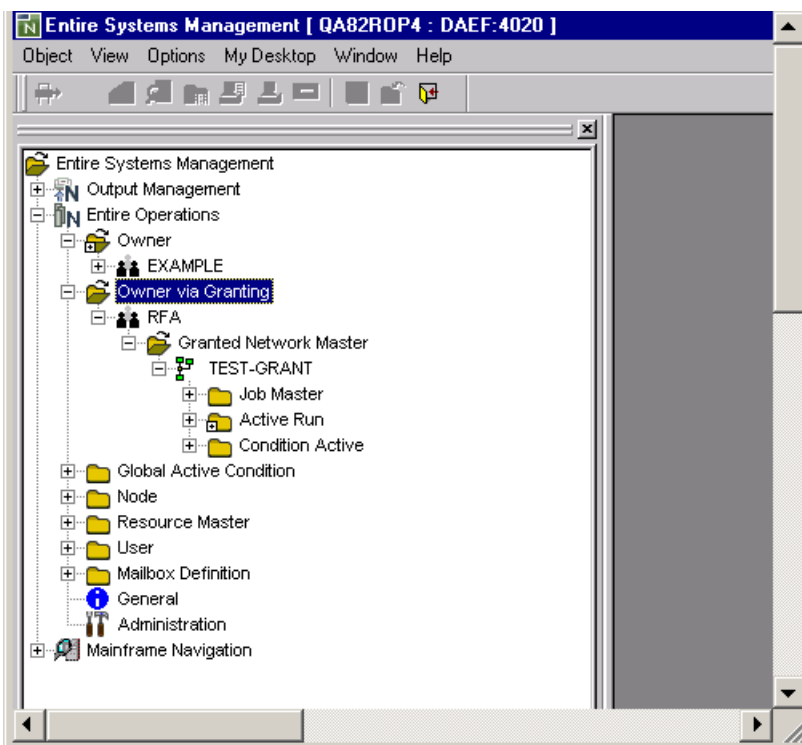 Entire Systems Management [ QA82ROP4 : DAEF:4020 ]
Object View Options My Desktop Window Help
Entire Systems Management
Output Management
Entire Operations
Owner
EXAMPLE
Owner via Granting
RFA
Granted Network Master
TEST-GRANT
Job Master
Active Run
Condition Active
Global Active Condition
Node
Resource Master
User
Mailbox Definition
General
Administration
Mainframe Navigation